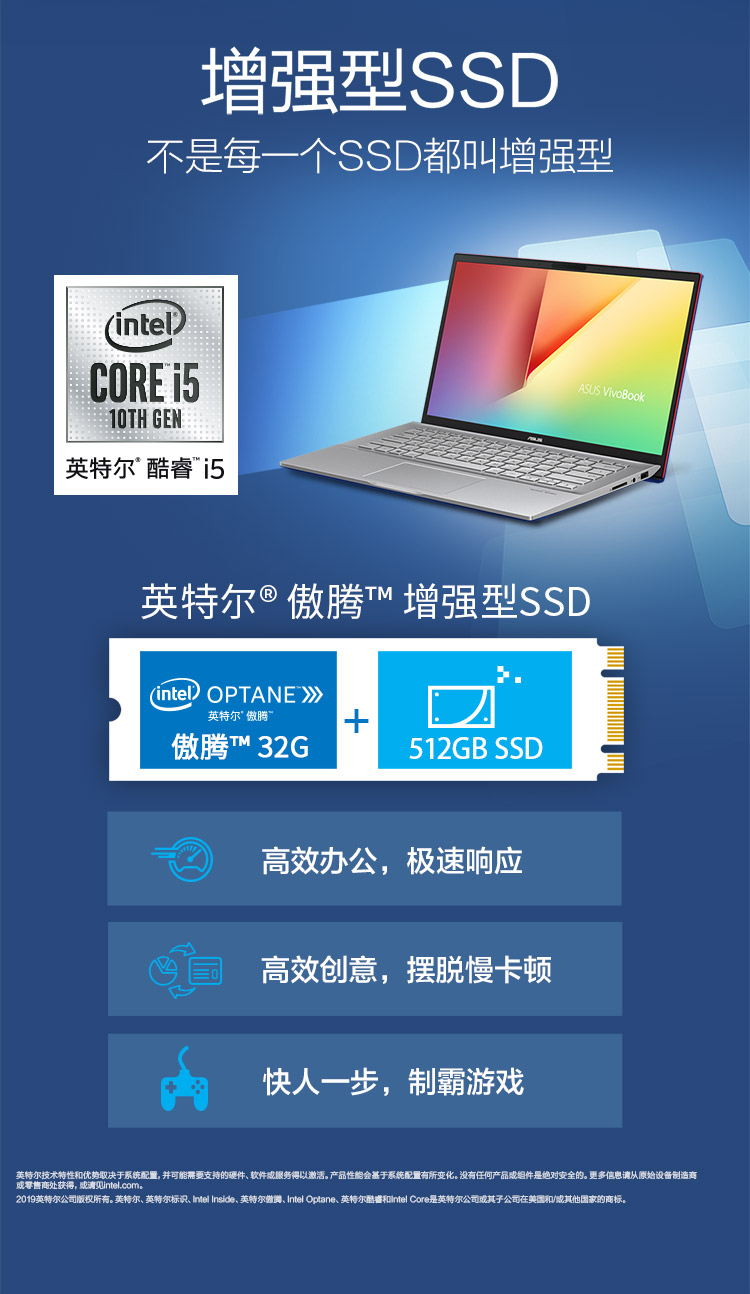 增强型SSD
不是每一个SSD都叫增强型
intel®
CORE™ i5
10TH GEN
英特尔® 酷睿™ i5
ASUS VivoBook
ASUS
英特尔® 傲腾™ 增强型SSD
intel® OPTANE™
英特尔® 傲腾™
傲腾™ 32G
+
512GB SSD
高效办公，极速响应
高效创意，摆脱慢卡顿
快人一步，制霸游戏
英特尔技术特性和优势取决于系统配置，并可能需要支持的硬件、软件或服务得以激活。产品性能会基于系统配置有所变化。没有任何产品或组件是绝对安全的。更多信息请从原始设备制造商
或零售商处获得，或请见intel.com。
2019英特尔公司版权所有。英特尔、英特尔标识、Intel Inside、英特尔傲腾、Intel Optane、英特尔酷睿和Intel Core是英特尔公司或其子公司在美国和/或其他国家的商标。